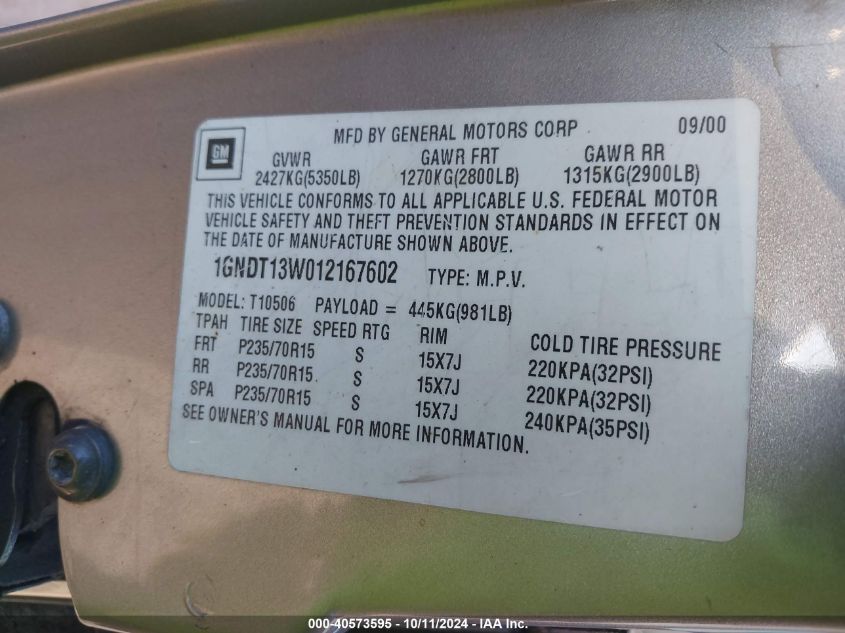 GM
MFD BY GENERAL MOTORS CORP 09/00
GVWR GAWR FRT GAWR RR
2427KG(5350LB) 1270KG(2800LB) 1315KG(2900LB)
THIS VEHICLE CONFORMS TO ALL APPLICABLE U.S. FEDERAL MOTOR
VEHICLE SAFETY AND THEFT PREVENTION STANDARDS IN EFFECT ON
THE DATE OF MANUFACTURE SHOWN ABOVE.
1GNDT13W012167602 TYPE: M.P.V.
MODEL: T10506 PAYLOAD = 445KG(981LB)
TPAH TIRE SIZE SPEED RTG RIM COLD TIRE PRESSURE
FRT P235/70R15 S 15X7J 220KPA(32PSI)
RR P235/70R15 S 15X7J 220KPA(32PSI)
SPA P235/70R15 S 15X7J 240KPA(35PSI)
SEE OWNER'S MANUAL FOR MORE INFORMATION.
000-40573595 - 10/11/2024 - IAA Inc.